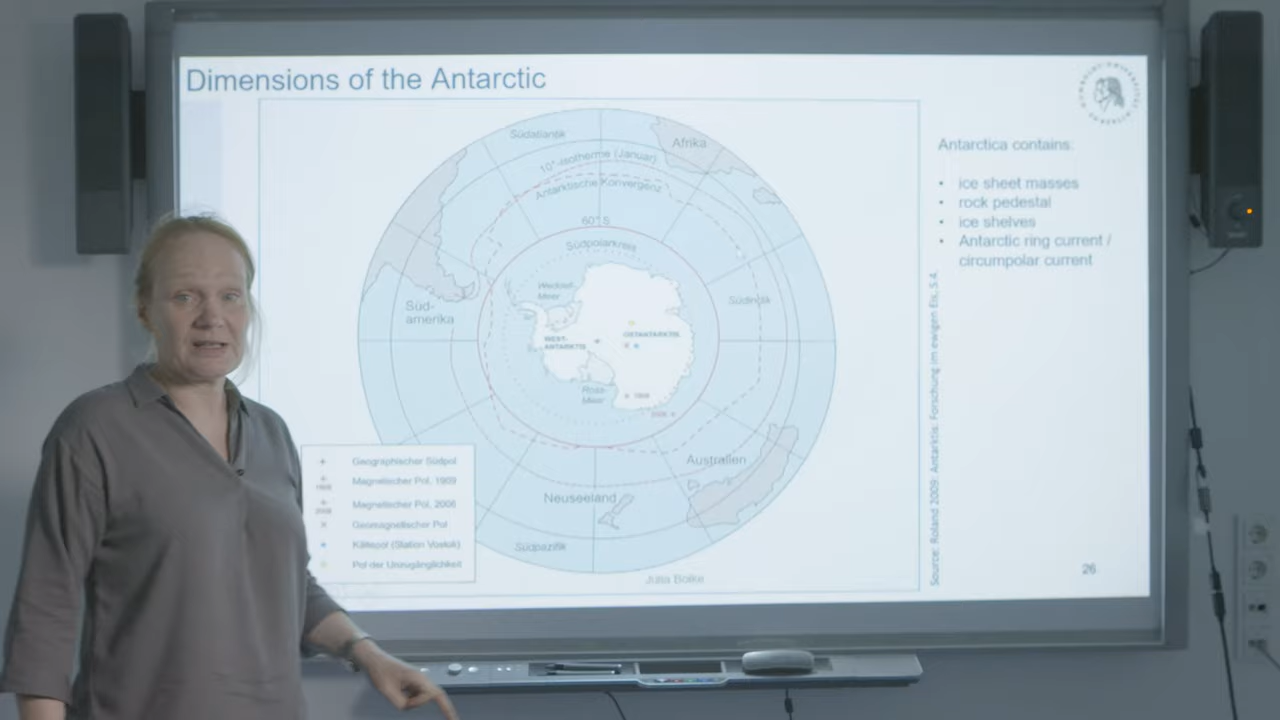 Dimensions of the Antarctic
Südatlantik
Afrika
10°-Isotherme (Januar)
Antarktische Konvergenz
60° S
Südpolarkreis
Weddell-
Meer
Süd-
amerika
Südindik
WEST-
ANTARKTIS
OSTANTARKTIS
Ross-
Meer
1909
2008
Australien
Neuseeland
Südpazifik
Julia Bolke
Geographischer Südpol
Magnetischer Pol, 1909
Magnetischer Pol, 2008
Geomagnetischer Pol
Kältepol (Station Vostok)
Pol der Unzugänglichkeit
Source: Roland 2009: Antarktis. Forschung im ewigen Eis, S.4.
Antarctica contains:
• ice sheet masses
• rock pedestal
• ice shelves
• Antarctic ring current /
circumpolar current
26